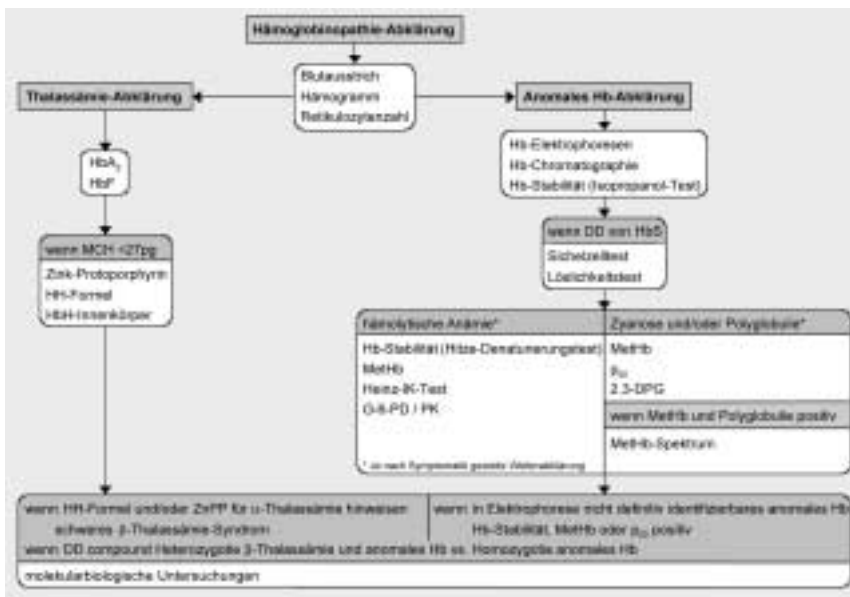 Hämoglobinopathie-Abklärung
Blutausstrich
Hämogramm
Retikulozytenzahl
Thalassämie-Abklärung
Anomales Hb-Abklärung
HbA₂
HbF
Hb-Elektrophoresen
Hb-Chromatographie
Hb-Stabilität (Isopropanol-Test)
wenn MCH <27pg
Zink-Protoporphyrin
HH-Formel
HbH-Innenkörper
wenn DD von HbS
Sichelzelltest
Löslichkeitstest
hämolytische Anämie*
Hb-Stabilität (Hitze-Denaturierungstest)
MetHb
Heinz-IK-Test
G-6-PD / PK
* Je nach Symptomatik gezielte Weiterabklärung
Zyanose und/oder Polyglobulie*
MetHb
p₅₀
2,3-DPG
wenn MetHb und Polyglobulie positiv
MetHb-Spektrum
wenn HH-Formel und/oder ZnPP für α-Thalassämie hinweisen
schweres β-Thalassämie-Syndrom
wenn in Elektrophorese nicht definitiv identifizierbares anomales Hb
Hb-Stabilität, MetHb oder p₅₀ positiv
wenn DD compound Heterozygotie β-Thalassämie und anomales Hb vs. Homozygotie anomales Hb
molekularbiologische Untersuchungen